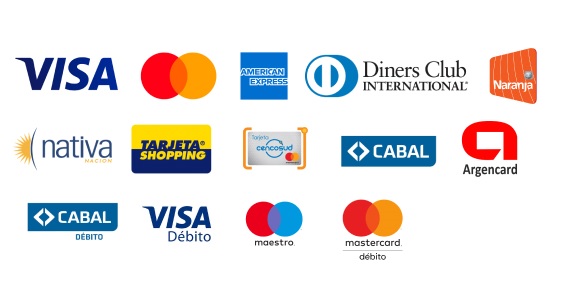 VISA
AMERICAN
EXPRESS
Diners Club
INTERNATIONAL®
Naranja
nativa
NACION
TARJETA®
SHOPPING
Tarjeta
cencosud
CABAL
Argencard
CABAL
DÉBITO
VISA
Débito
maestro
mastercard
débito